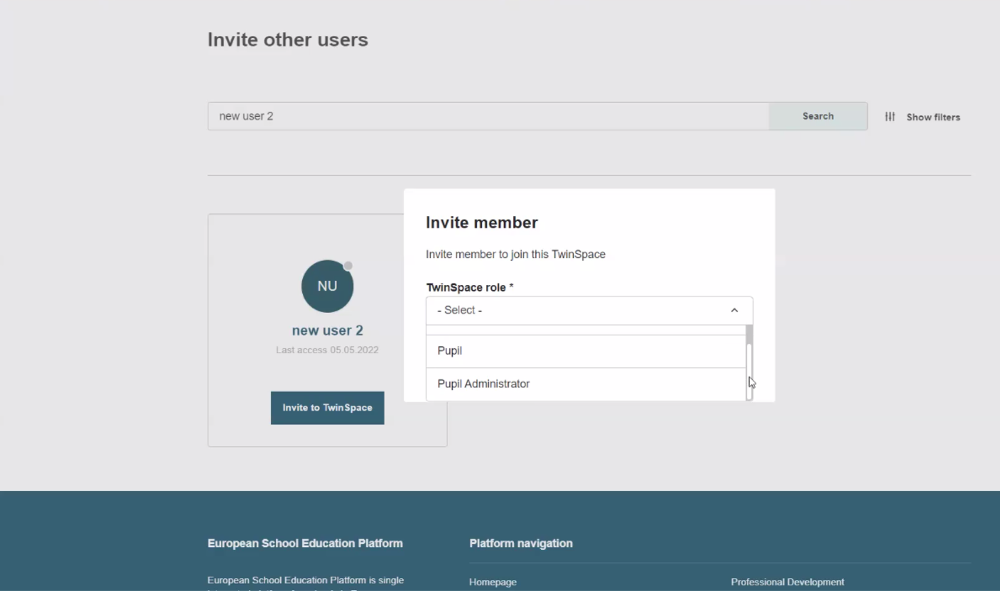 Invite other users
new user 2
Search
Show filters
Invite member
Invite member to join this TwinSpace
TwinSpace role *
- Select -
Pupil
Pupil Administrator
NU
new user 2
Last access 05.05.2022
Invite to TwinSpace
European School Education Platform
European School Education Platform is single
Platform navigation
Homepage
Professional Development